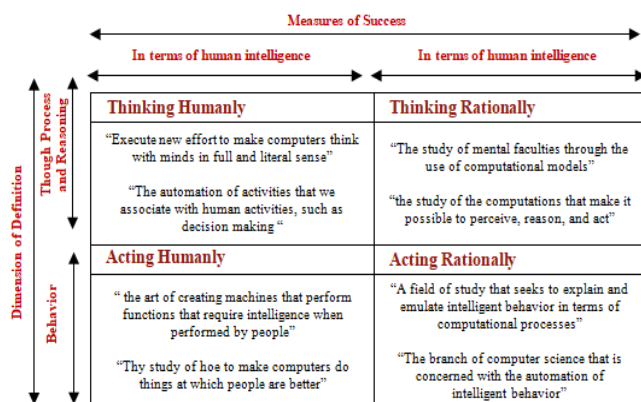 Measures of Success
In terms of human intelligence
In terms of human intelligence
Dimension of Definition
Though Process
and Reasoning
Thinking Humanly
“Execute new effort to make computers think
with minds in full and literal sense”
“The automation of activities that we
associate with human activities, such as
decision making “
Thinking Rationally
“The study of mental faculties through the
use of computational models”
“the study of the computations that make it
possible to perceive, reason, and act”
Behavior
Acting Humanly
“ the art of creating machines that perform
functions that require intelligence when
performed by people”
“Thy study of hoe to make computers do
things at which people are better”
Acting Rationally
“A field of study that seeks to explain and
emulate intelligent behavior in terms of
computational processes”
“The branch of computer science that is
concerned with the automation of
intelligent behavior”